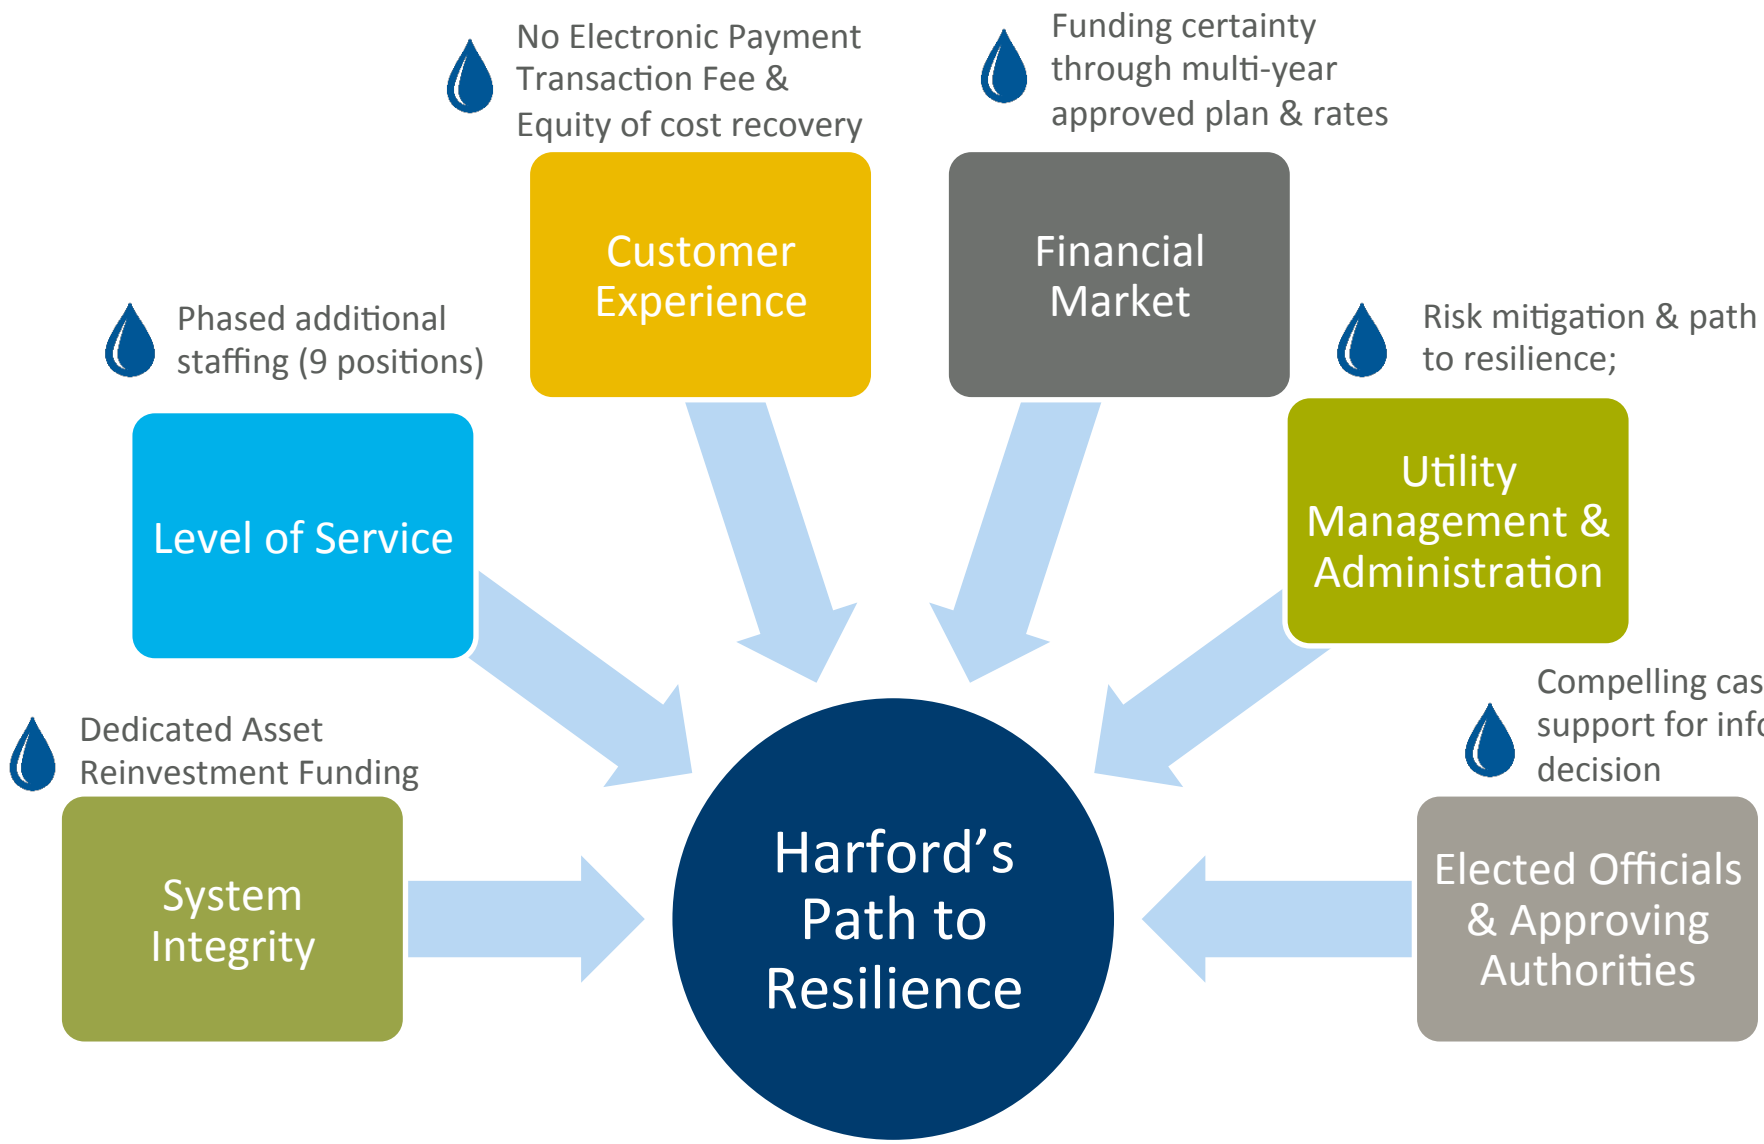 No Electronic Payment
Transaction Fee &
Equity of cost recovery
Funding certainty
through multi-year
approved plan & rates
Customer
Experience
Financial
Market
Phased additional
staffing (9 positions)
Risk mitigation & path
to resilience;
Level of Service
Utility
Management &
Administration
Dedicated Asset
Reinvestment Funding
Compelling cas
support for info
decision
System
Integrity
Harford’s
Path to
Resilience
Elected Officials
& Approving
Authorities